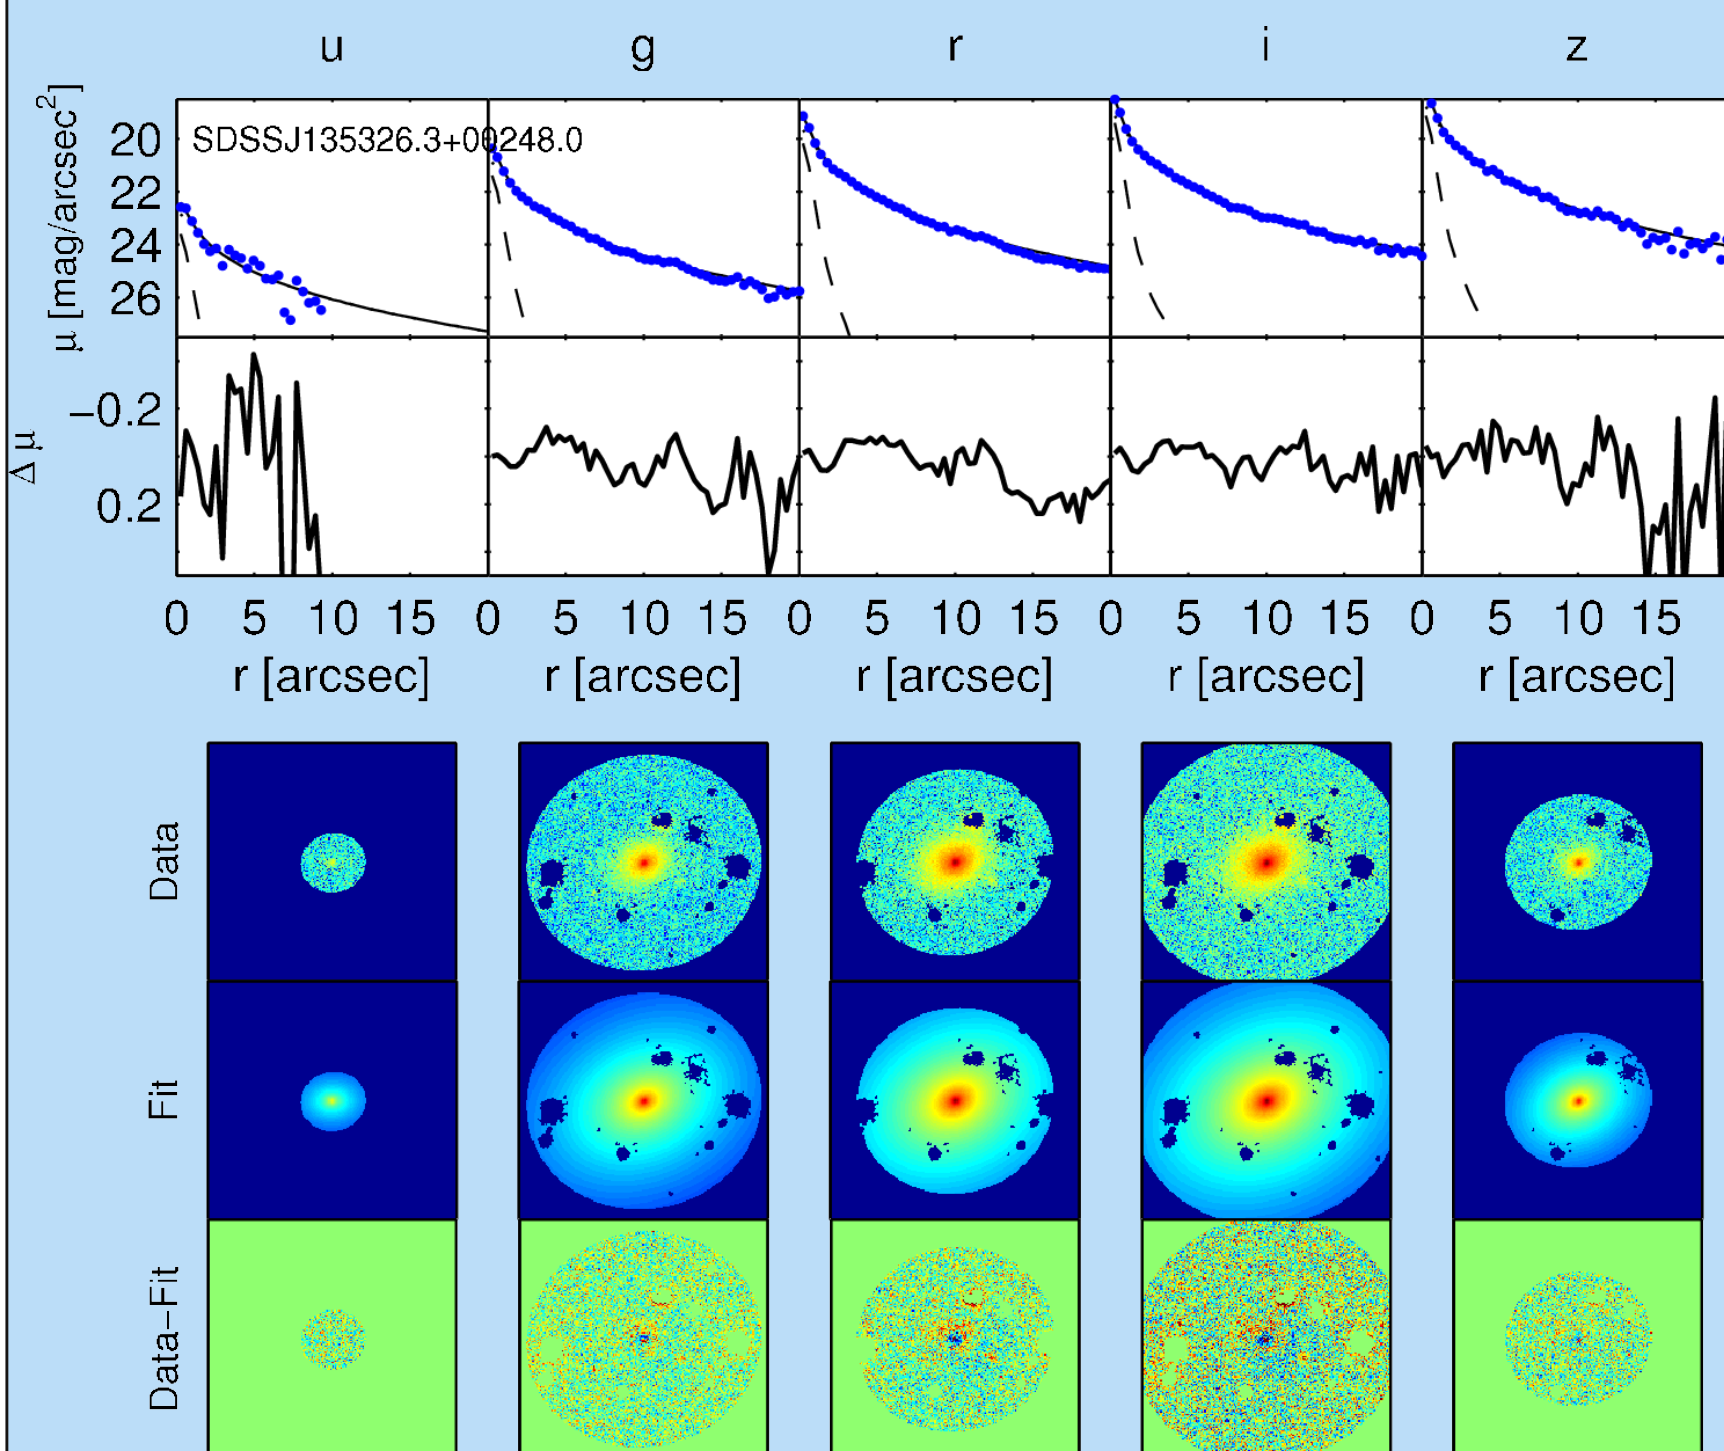 u g r i z
μ [mag/arcsec²]
20
22
24
26
SDSSJ135326.3+00248.0
Δ μ
−0.2
0.2
0 5 10 15 0 5 10 15 0 5 10 15 0 5 10 15 0 5 10 15
r [arcsec] r [arcsec] r [arcsec] r [arcsec] r [arcsec]
Data
Fit
Data−Fit